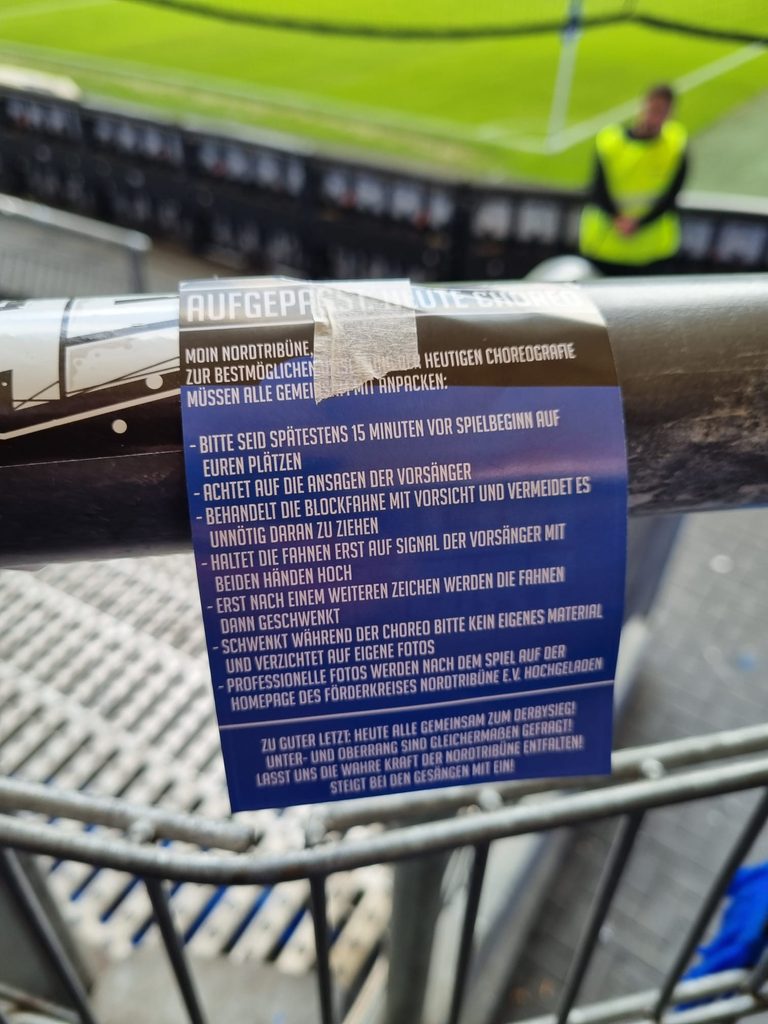 AUFGEPASST, HEUTE CHOREO
MOIN NORDTRIBÜNE,
ZUR BESTMÖGLICHEN DER HEUTIGEN CHOREOGRAFIE
MÜSSEN ALLE MIT ANPACKEN:
- BITTE SEID SPÄTESTENS 15 MINUTEN VOR SPIELBEGINN AUF
EUREN PLÄTZEN
- ACHTET AUF DIE ANSAGEN DER VORSÄNGER
- BEHANDELT DIE BLOCKFAHNE MIT VORSICHT UND VERMEIDET ES
UNNÖTIG DARAN ZU ZIEHEN
- HALTET DIE FAHNEN ERST AUF SIGNAL DER VORSÄNGER MIT
BEIDEN HÄNDEN HOCH
- ERST NACH EINEM WEITEREN ZEICHEN WERDEN DIE FAHNEN
DANN GESCHWENKT
- SCHWENKT WÄHREND DER CHOREO BITTE KEIN EIGENES MATERIAL
UND VERZICHTET AUF EIGENE FOTOS
- PROFESSIONELLE FOTOS WERDEN NACH DEM SPIEL AUF DER
HOMEPAGE DES FÖRDERKREISES NORDTRIBÜNE E.V. HOCHGELADEN
ZU GUTER LETZT: HEUTE ALLE GEMEINSAM ZUM DERBYSIEG!
UNTER- UND OBERRANG SIND GLEICHERMAßEN GEFRAGT!
LASST UNS DIE WAHRE KRAFT DER NORDTRIBÜNE ENTFALTEN!
STEIGT BEI DEN GESÄNGEN MIT EIN!